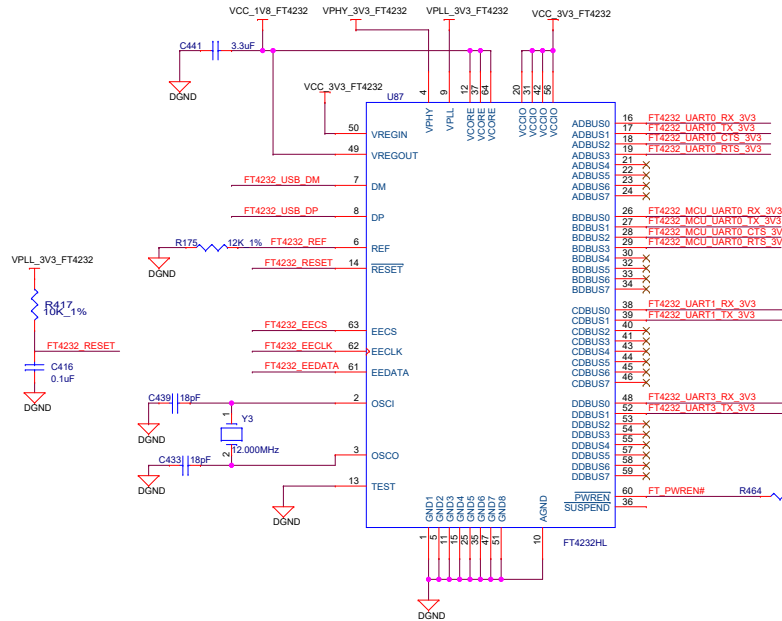 VCC_1V8_FT4232 VPHY_3V3_FT4232 VPLL_3V3_FT4232 VCC_3V3_FT4232
C441 3.3uF
DGND
VCC_3V3_FT4232
U87
4 9 12 37 64 20 31 42 56
VPHY VPLL VCORE VCORE VCORE VCCIO VCCIO VCCIO VCCIO
50 VREGIN
49 VREGOUT
FT4232_USB_DM 7 DM
FT4232_USB_DP 8 DP
R175 12K_1% FT4232_REF 6 REF
DGND
FT4232_RESET 14 RESET
VPLL_3V3_FT4232
R417
10K_1%
FT4232_RESET
C416
0.1uF
DGND
FT4232_EECS 63 EECS
FT4232_EECLK 62 EECLK
FT4232_EEDATA 61 EEDATA
C439 18pF 2 OSCI
DGND
1 Y3
12.000MHz
2
C433 18pF 3 OSCO
DGND
13 TEST
DGND
ADBUS0 16 FT4232_UART0_RX_3V3
ADBUS1 17 FT4232_UART0_TX_3V3
ADBUS2 18 FT4232_UART0_CTS_3V3
ADBUS3 19 FT4232_UART0_RTS_3V3
ADBUS4 21
ADBUS5 22
ADBUS6 23
ADBUS7 24
BDBUS0 26 FT4232_MCU_UART0_RX_3V3
BDBUS1 27 FT4232_MCU_UART0_TX_3V3
BDBUS2 28 FT4232_MCU_UART0_CTS_3V
BDBUS3 29 FT4232_MCU_UART0_RTS_3V
BDBUS4 30
BDBUS5 32
BDBUS6 33
BDBUS7 34
CDBUS0 38 FT4232_UART1_RX_3V3
CDBUS1 39 FT4232_UART1_TX_3V3
CDBUS2 40
CDBUS3 41
CDBUS4 43
CDBUS5 44
CDBUS6 45
CDBUS7 46
DDBUS0 48 FT4232_UART3_RX_3V3
DDBUS1 52 FT4232_UART3_TX_3V3
DDBUS2 53
DDBUS3 54
DDBUS4 55
DDBUS5 57
DDBUS6 58
DDBUS7 59
PWREN 60 FT_PWREN# R464
SUSPEND 36
GND1 GND2 GND3 GND4 GND5 GND6 GND7 GND8 AGND
1 5 11 15 25 35 47 51 10
FT4232HL
DGND